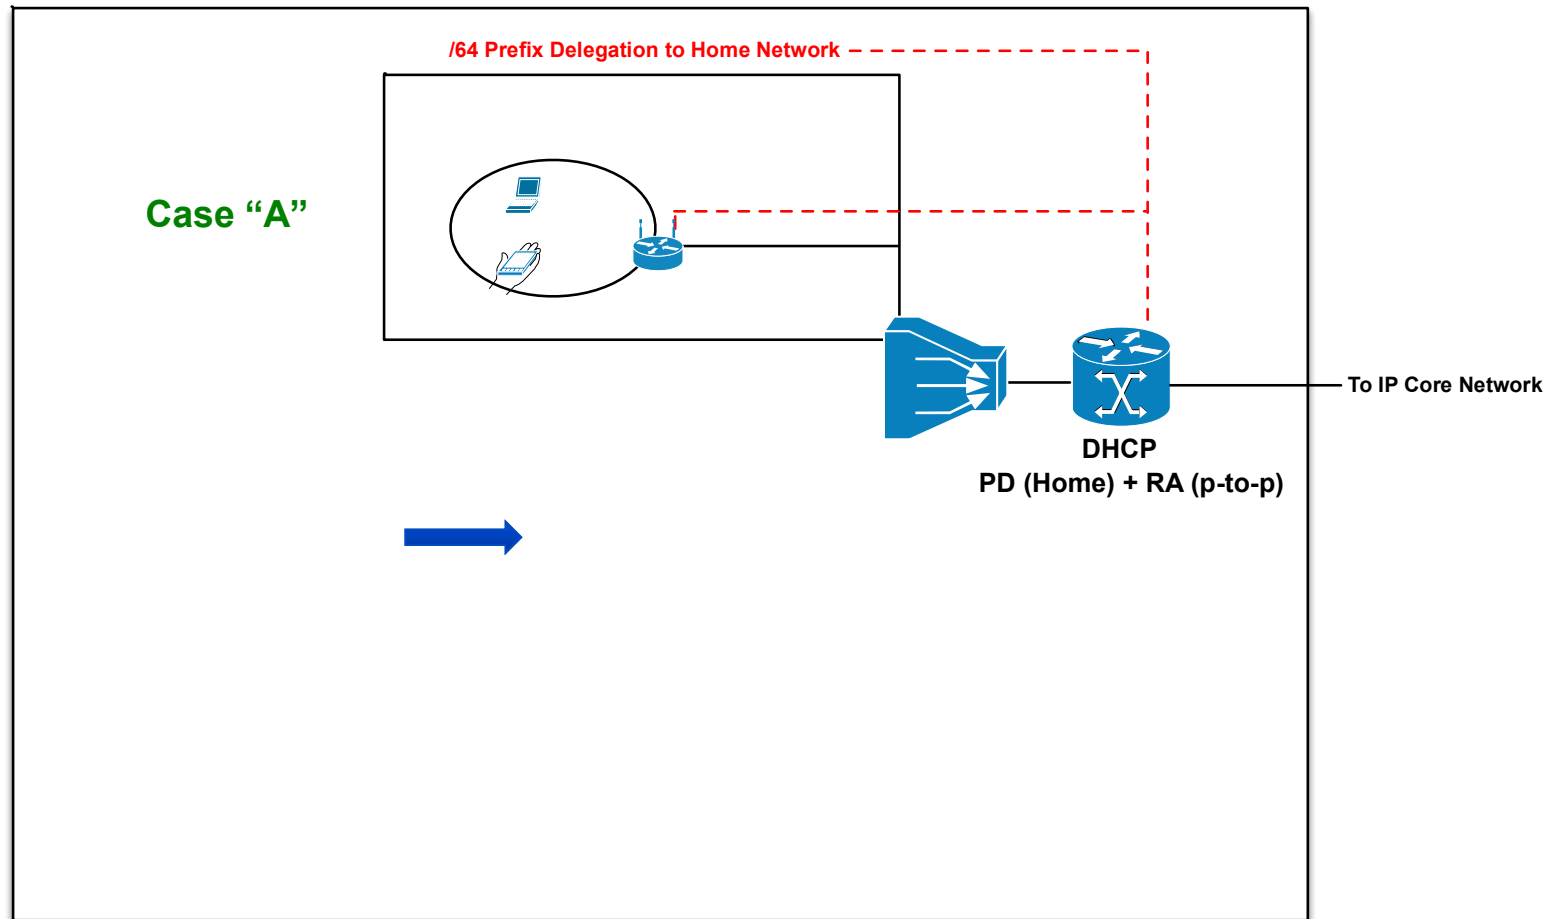 /64 Prefix Delegation to Home Network
Case “A”
To IP Core Network
DHCP
PD (Home) + RA (p-to-p)